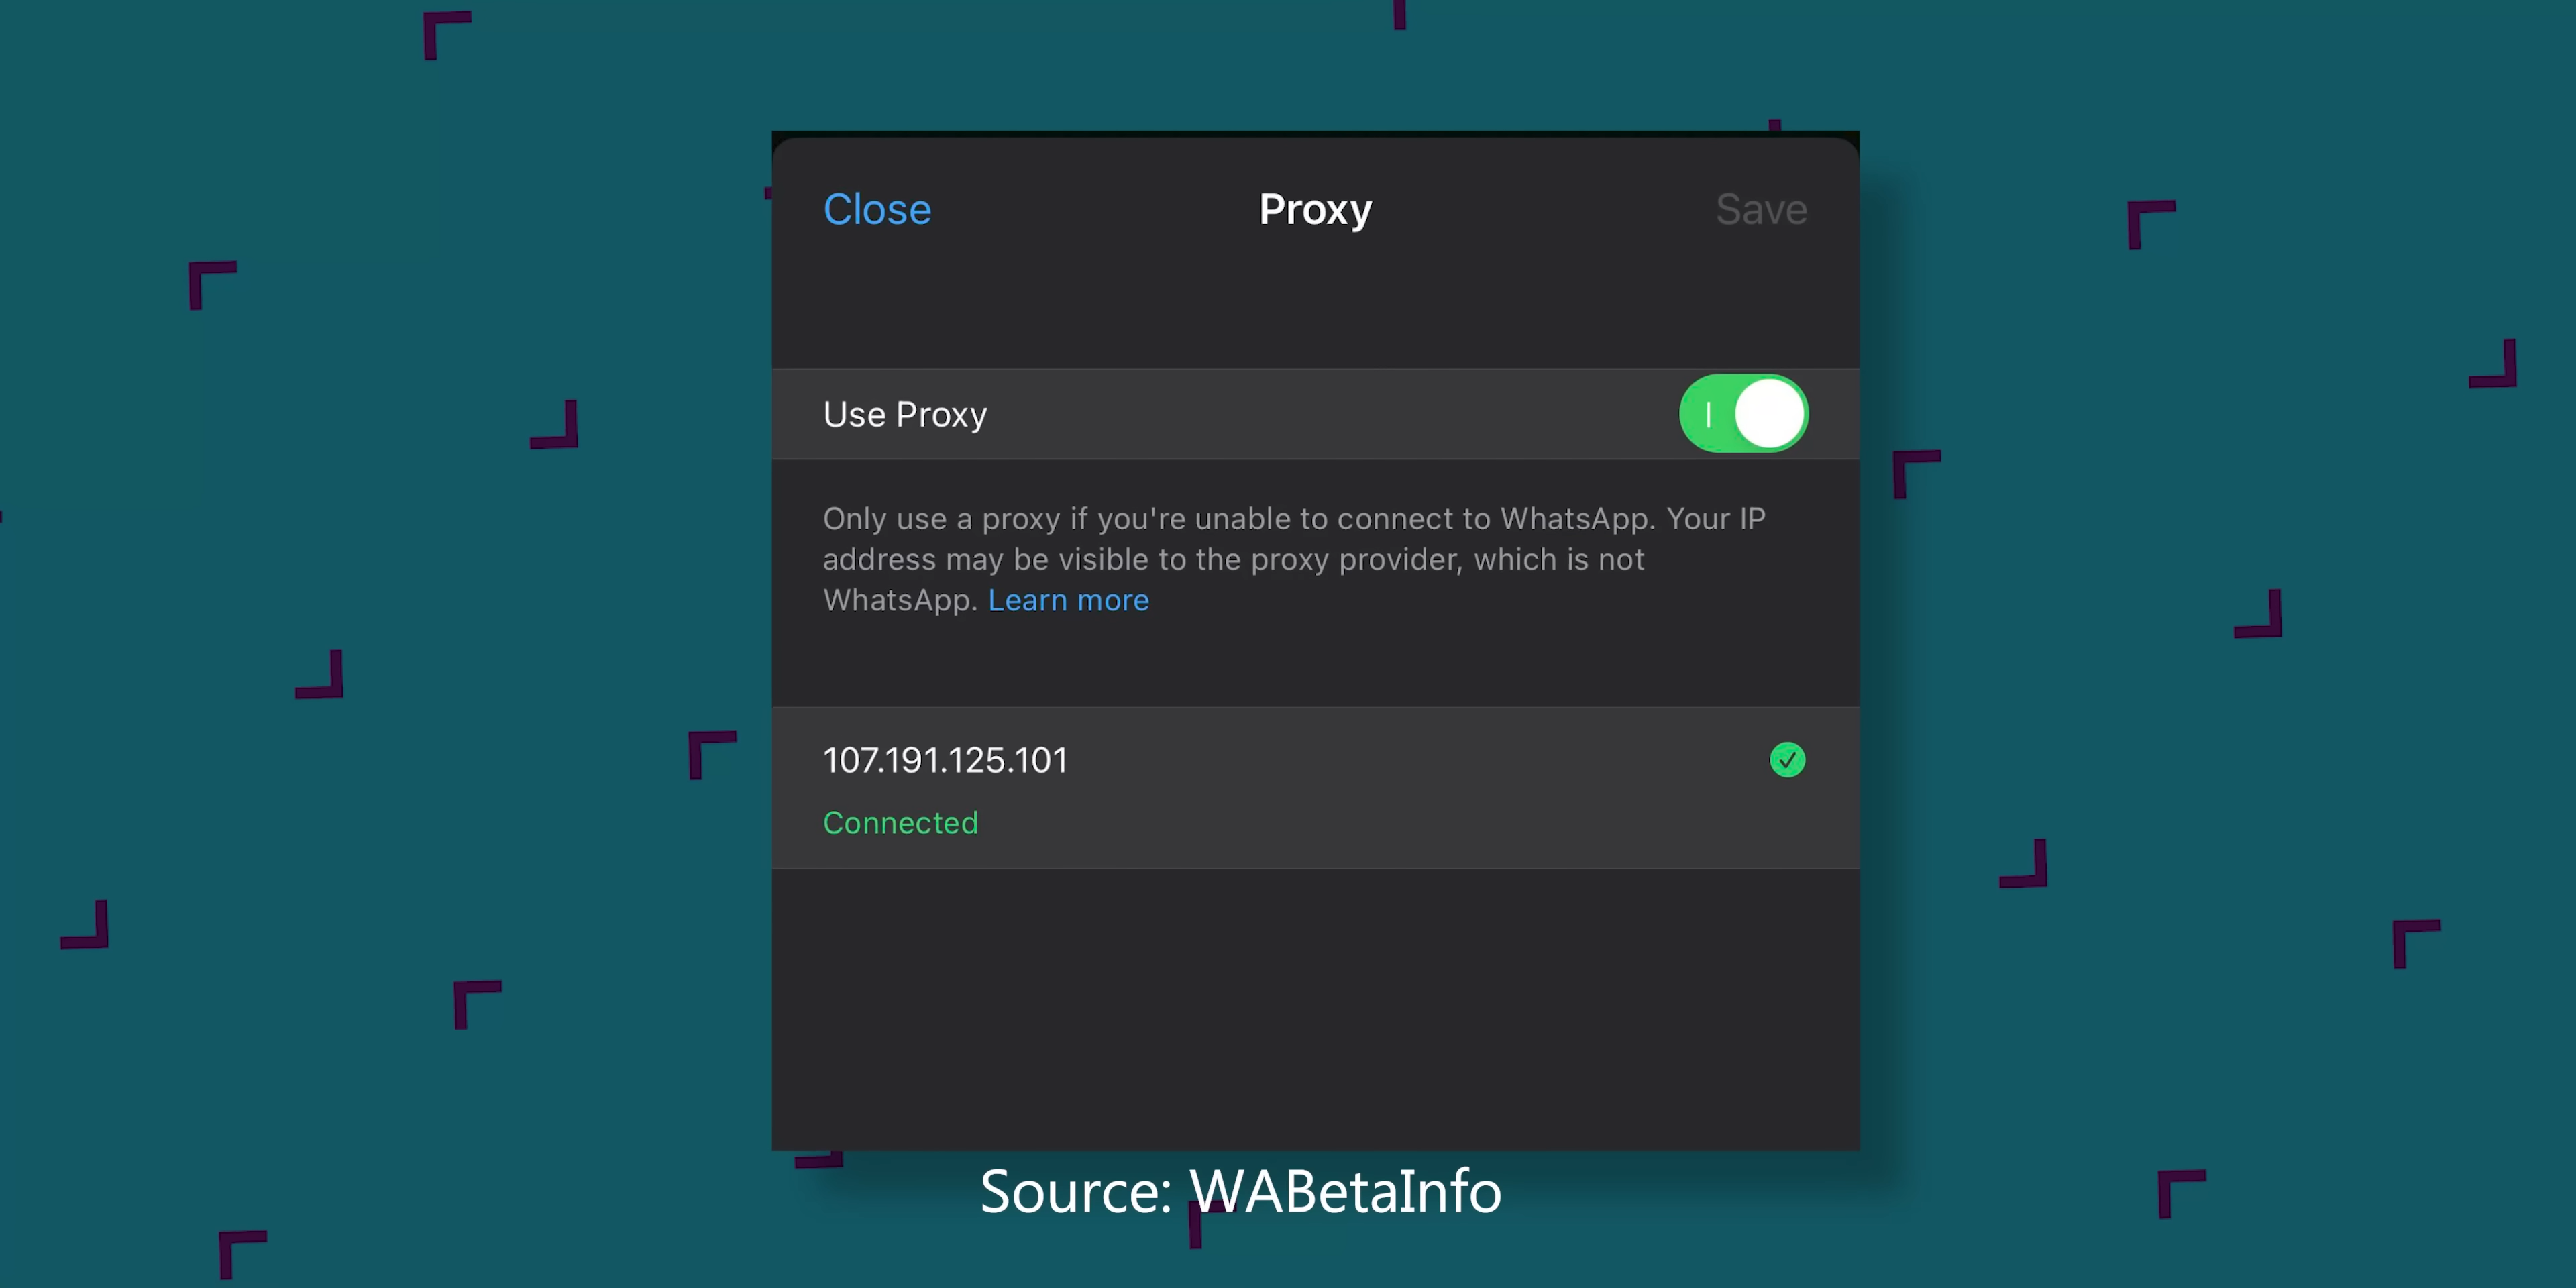 Close
Proxy
Save
Use Proxy
Only use a proxy if you're unable to connect to WhatsApp. Your IP
address may be visible to the proxy provider, which is not
WhatsApp. Learn more
107.191.125.101
Connected
Source: WABetaInfo